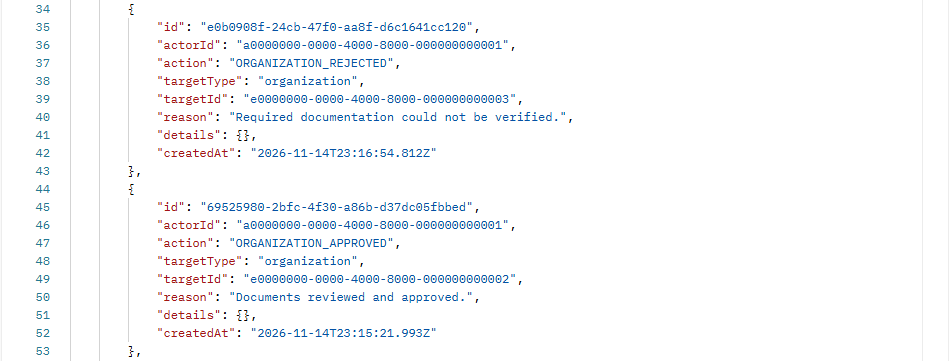 34 {
35 "id": "e0b0908f-24cb-47f0-aa8f-d6c1641cc120",
36 "actorId": "a0000000-0000-4000-8000-000000000001",
37 "action": "ORGANIZATION_REJECTED",
38 "targetType": "organization",
39 "targetId": "e0000000-0000-4000-8000-000000000003",
40 "reason": "Required documentation could not be verified.",
41 "details": {},
42 "createdAt": "2026-11-14T23:16:54.812Z"
43 },
44 {
45 "id": "69525980-2bfc-4f30-a86b-d37dc05fbbed",
46 "actorId": "a0000000-0000-4000-8000-000000000001",
47 "action": "ORGANIZATION_APPROVED",
48 "targetType": "organization",
49 "targetId": "e0000000-0000-4000-8000-000000000002",
50 "reason": "Documents reviewed and approved.",
51 "details": {},
52 "createdAt": "2026-11-14T23:15:21.993Z"
53 },